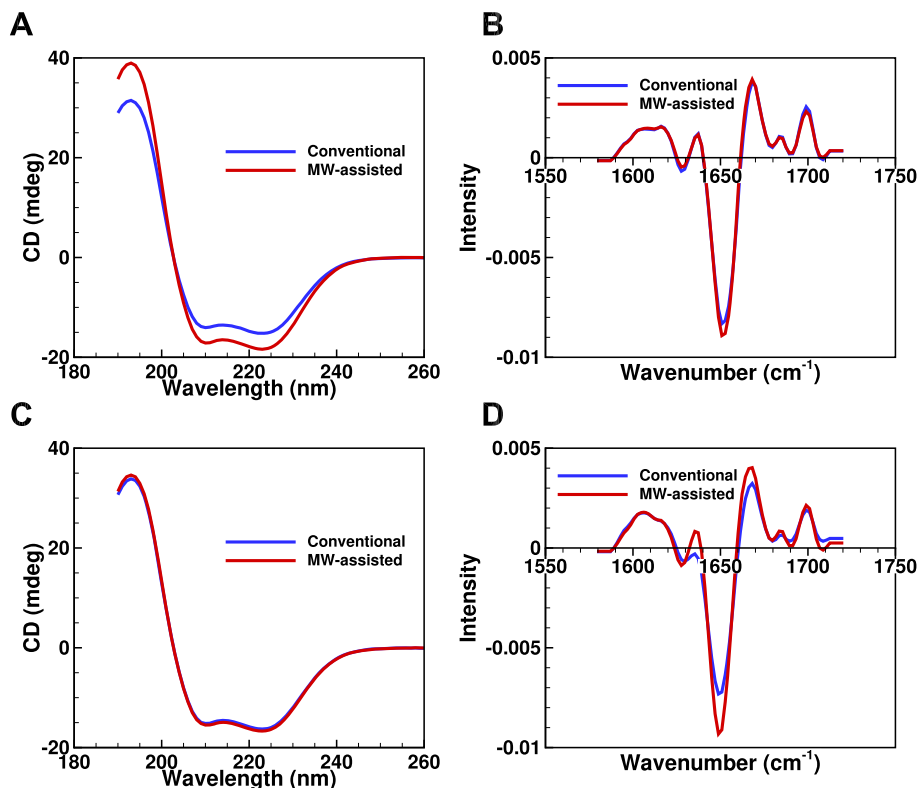 A
B
40
20
0
-20
180
200
220
240
260
CD (mdeg)
Wavelength (nm)
Conventional
MW-assisted
0.005
0
-0.005
-0.01
1550
1600
1650
1700
1750
Intensity
Wavenumber (cm-1)
Conventional
MW-assisted
C
D
40
20
0
-20
180
200
220
240
260
CD (mdeg)
Wavelength (nm)
Conventional
MW-assisted
0.005
0
-0.005
-0.01
1550
1600
1650
1700
1750
Intensity
Wavenumber (cm-1)
Conventional
MW-assisted